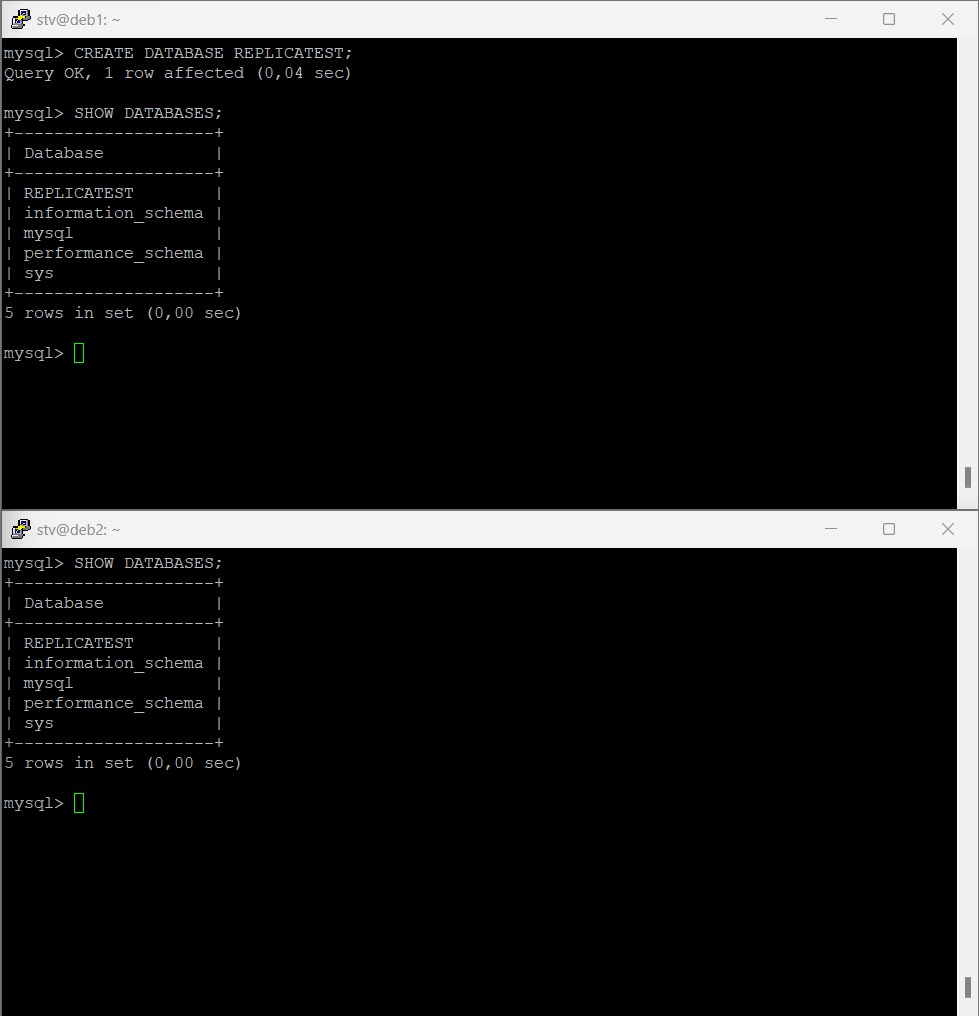 stv@deb1: ~
mysql> CREATE DATABASE REPLICATEST;
Query OK, 1 row affected (0,04 sec)
mysql> SHOW DATABASES;
+--------------------+
| Database           |
+--------------------+
| REPLICATEST        |
| information_schema |
| mysql              |
| performance_schema |
| sys                |
+--------------------+
5 rows in set (0,00 sec)
mysql>
stv@deb2: ~
mysql> SHOW DATABASES;
+--------------------+
| Database           |
+--------------------+
| REPLICATEST        |
| information_schema |
| mysql              |
| performance_schema |
| sys                |
+--------------------+
5 rows in set (0,00 sec)
mysql>